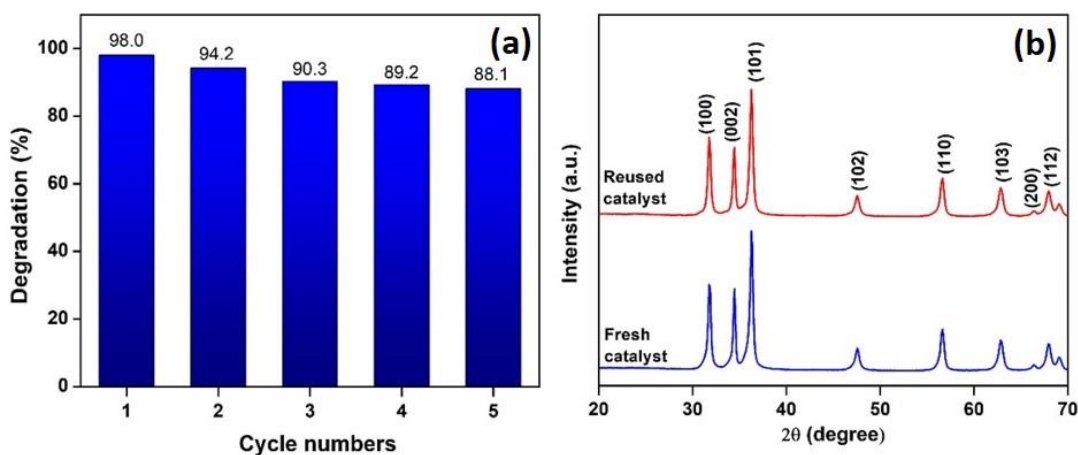 (a)
98.0
94.2
90.3
89.2
88.1
100
80
60
40
20
0
Degradation (%)
1 2 3 4 5
Cycle numbers
(b)
(100)
(002)
(101)
(102)
(110)
(103)
(200)
(112)
Reused
catalyst
Fresh
catalyst
Intensity (a.u.)
20 30 40 50 60 70
2θ (degree)